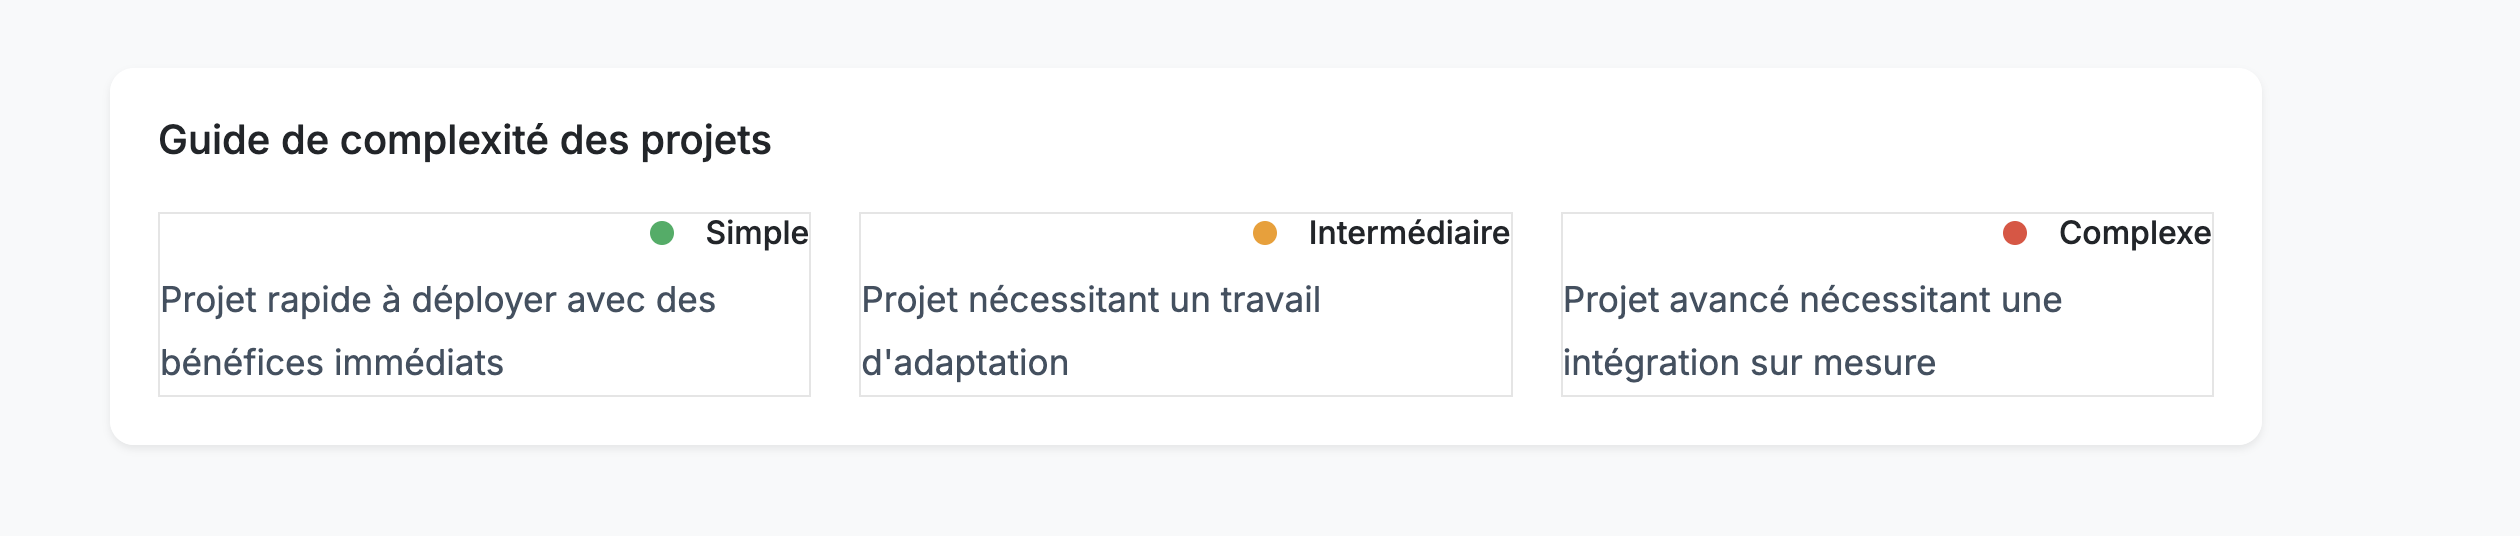 Guide de complexité des projets
Simple
Projet rapide à déployer avec des
bénéfices immédiats
Intermédiaire
Projet nécessitant un travail
d'adaptation
Complexe
Projet avancé nécessitant une
intégration sur mesure